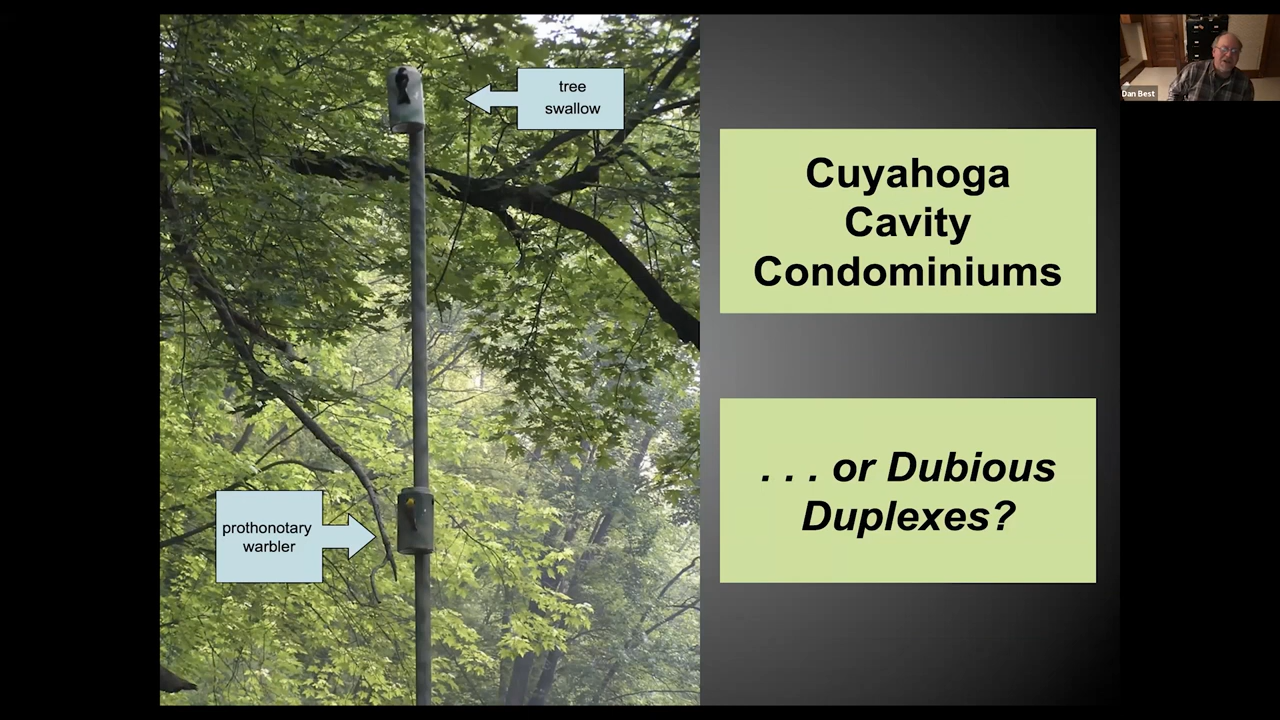 tree
swallow
Dan Best
Cuyahoga
Cavity
Condominiums
. . . or Dubious
Duplexes?
prothonotary
warbler